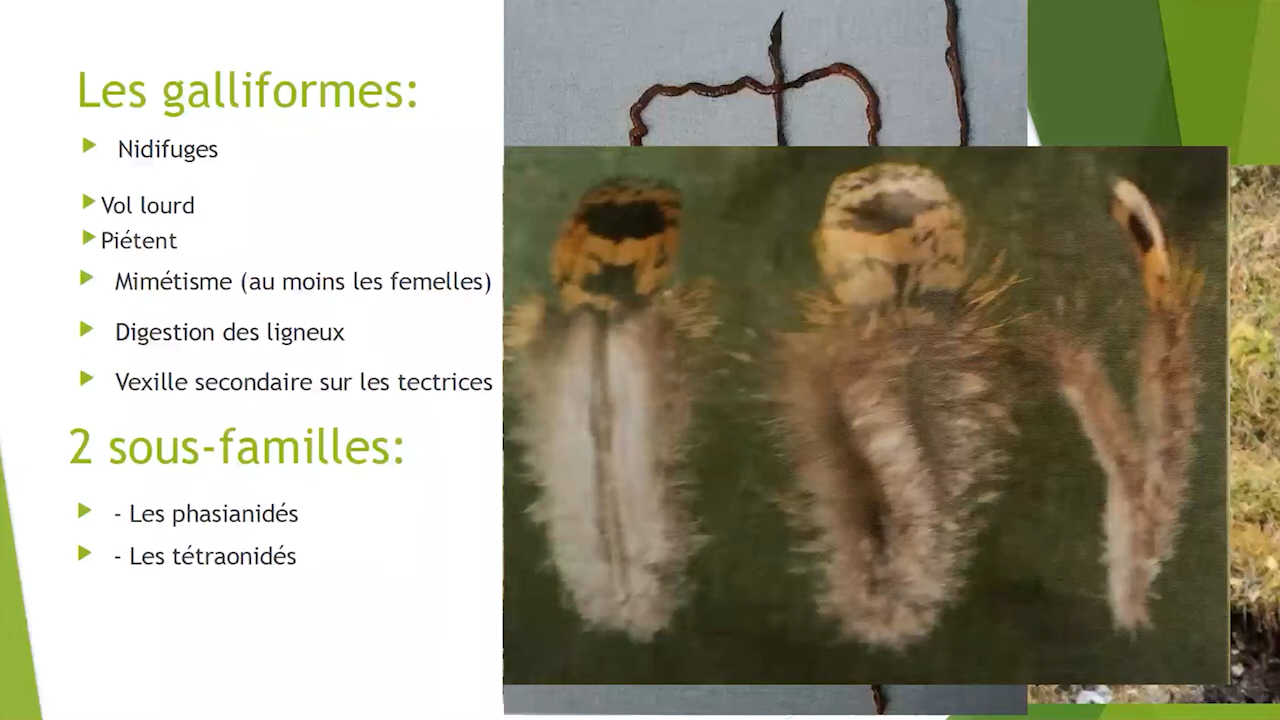 Les galliformes:
Nidifuges
Vol lourd
Piétent
Mimétisme (au moins les femelles)
Digestion des ligneux
Vexille secondaire sur les tectrices
2 sous-familles:
- Les phasianidés
- Les tétraonidés